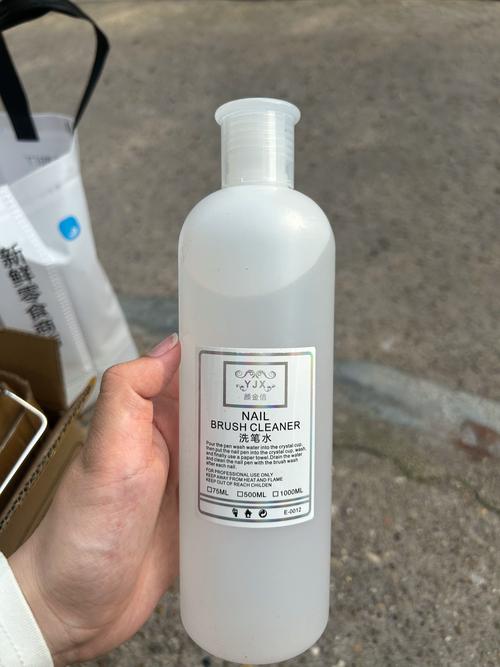 新鲜零食商
YJX
颜金信
NAIL
BRUSH CLEANER
洗笔水
Pour the pen wash water into the crystal cup,
then put the nail pen into the crystal cup, wash,
and finally use a paper towel.Drain the water
and clean the nail pen with the brush wash
after each nail.
FOR PROFESSIONAL USE ONLY
KEEP AWAY FROM HEAT AND FLAME
KEEP OUT OF REACH CHILDEN
□75ML □500ML □1000ML
E-0012